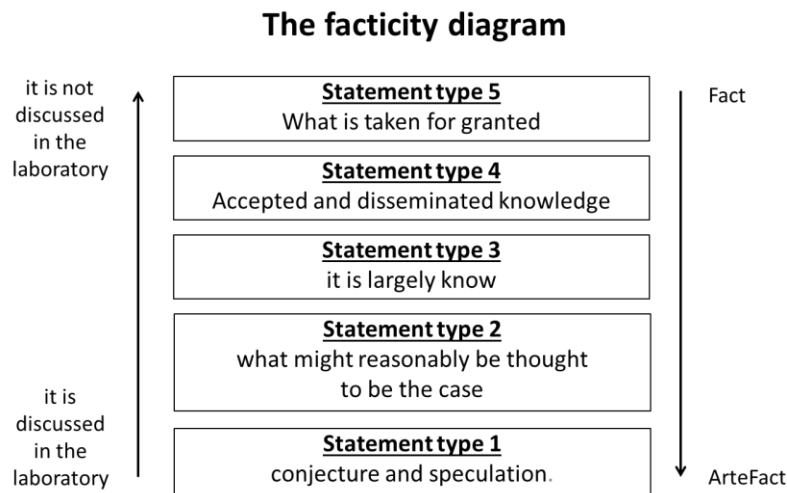 The facticity diagram
it is not
discussed
in the
laboratory
Statement type 5
What is taken for granted
Fact
Statement type 4
Accepted and disseminated knowledge
Statement type 3
it is largely know
Statement type 2
what might reasonably be thought
to be the case
it is
discussed
in the
laboratory
Statement type 1
conjecture and speculation.
ArteFact